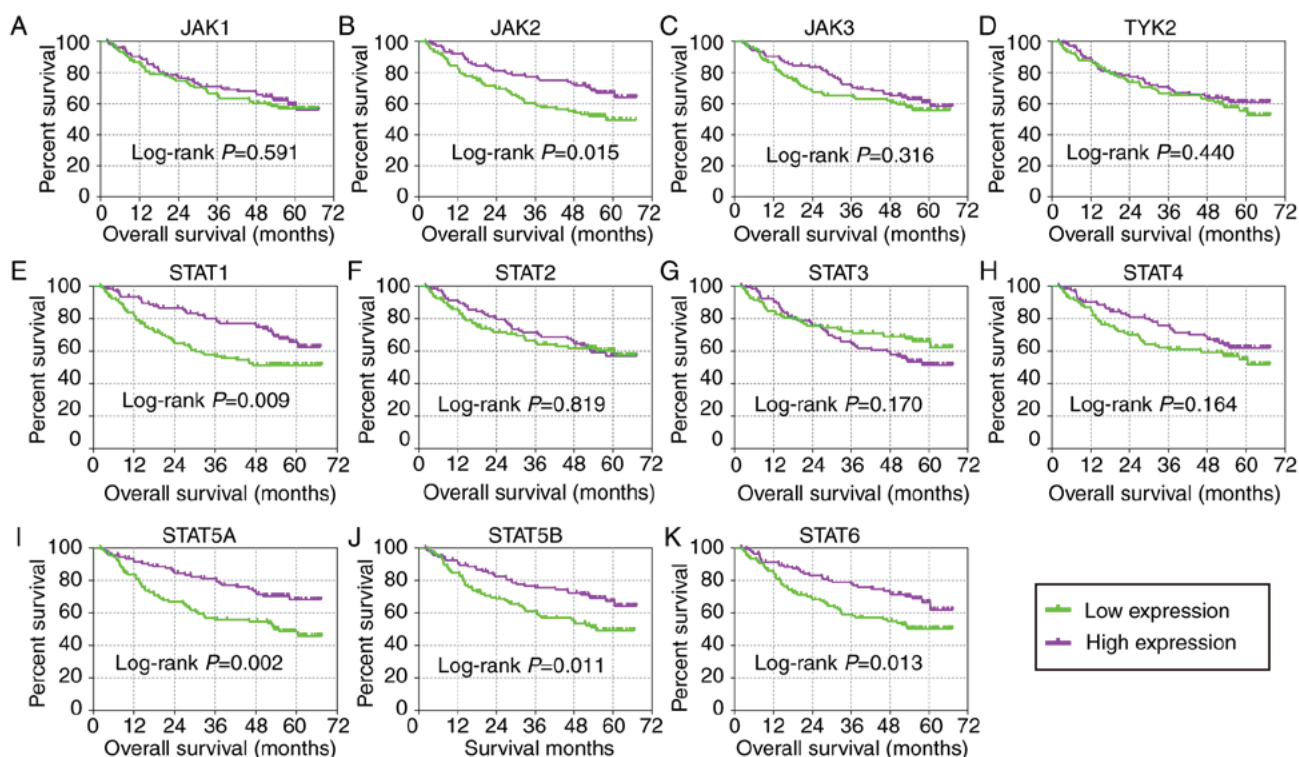 A JAK1
Percent survival
100
80
60
40
20
0
Log-rank P=0.591
0 12 24 36 48 60 72
Overall survival (months)
B JAK2
Percent survival
100
80
60
40
20
0
Log-rank P=0.015
0 12 24 36 48 60 72
Overall survival (months)
C JAK3
Percent survival
100
80
60
40
20
0
Log-rank P=0.316
0 12 24 36 48 60 72
Overall survival (months)
D TYK2
Percent survival
100
80
60
40
20
0
Log-rank P=0.440
0 12 24 36 48 60 72
Overall survival (months)
E STAT1
Percent survival
100
80
60
40
20
0
Log-rank P=0.009
0 12 24 36 48 60 72
Overall survival (months)
F STAT2
Percent survival
100
80
60
40
20
0
Log-rank P=0.819
0 12 24 36 48 60 72
Overall survival (months)
G STAT3
Percent survival
100
80
60
40
20
0
Log-rank P=0.170
0 12 24 36 48 60 72
Overall survival (months)
H STAT4
Percent survival
100
80
60
40
20
0
Log-rank P=0.164
0 12 24 36 48 60 72
Overall survival (months)
I STAT5A
Percent survival
100
80
60
40
20
0
Log-rank P=0.002
0 12 24 36 48 60 72
Overall survival (months)
J STAT5B
Percent survival
100
80
60
40
20
0
Log-rank P=0.011
0 12 24 36 48 60 72
Survival months
K STAT6
Percent survival
100
80
60
40
20
0
Log-rank P=0.013
0 12 24 36 48 60 72
Overall survival (months)
Low expression
High expression